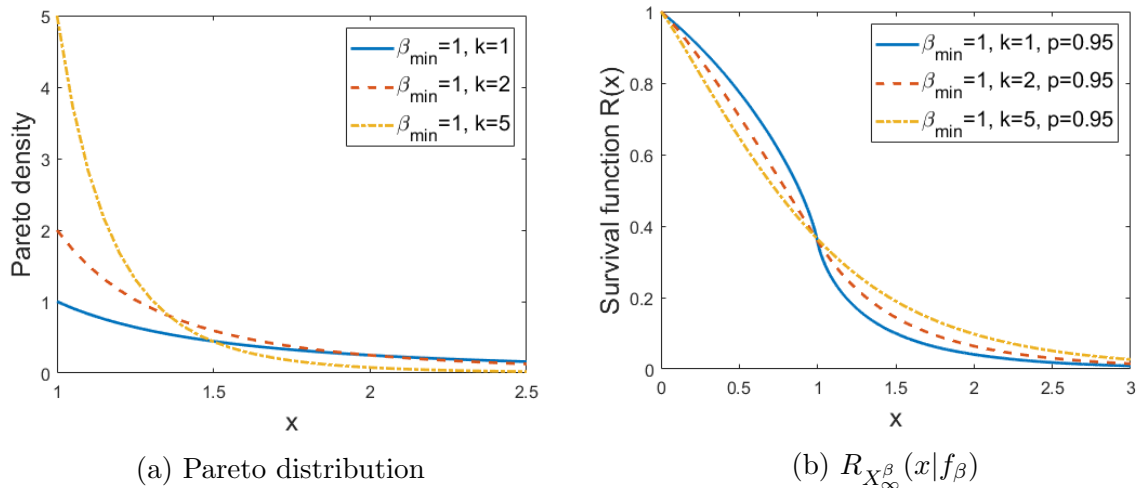 5
4
3
2
1
0
Pareto density
β_min=1, k=1
β_min=1, k=2
β_min=1, k=5
1
1.5
2
2.5
x
(a) Pareto distribution
1
0.8
0.6
0.4
0.2
0
Survival function R(x)
β_min=1, k=1, p=0.95
β_min=1, k=2, p=0.95
β_min=1, k=5, p=0.95
0
0.5
1
1.5
2
2.5
3
x
(b) R_{X_∞^β}(x|f_β)